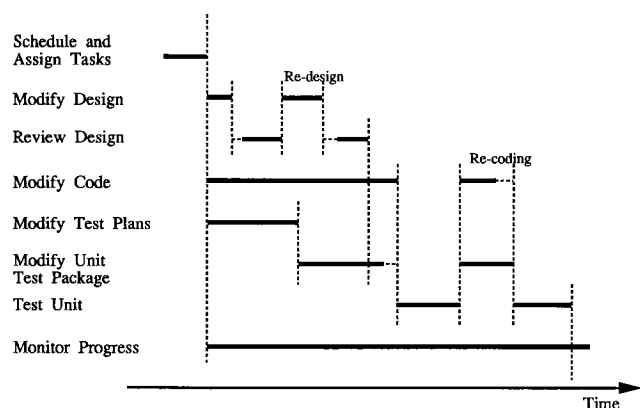 Schedule and
Assign Tasks
Re-design
Modify Design
Review Design
Re-coding
Modify Code
Modify Test Plans
Modify Unit
Test Package
Test Unit
Monitor Progress
Time